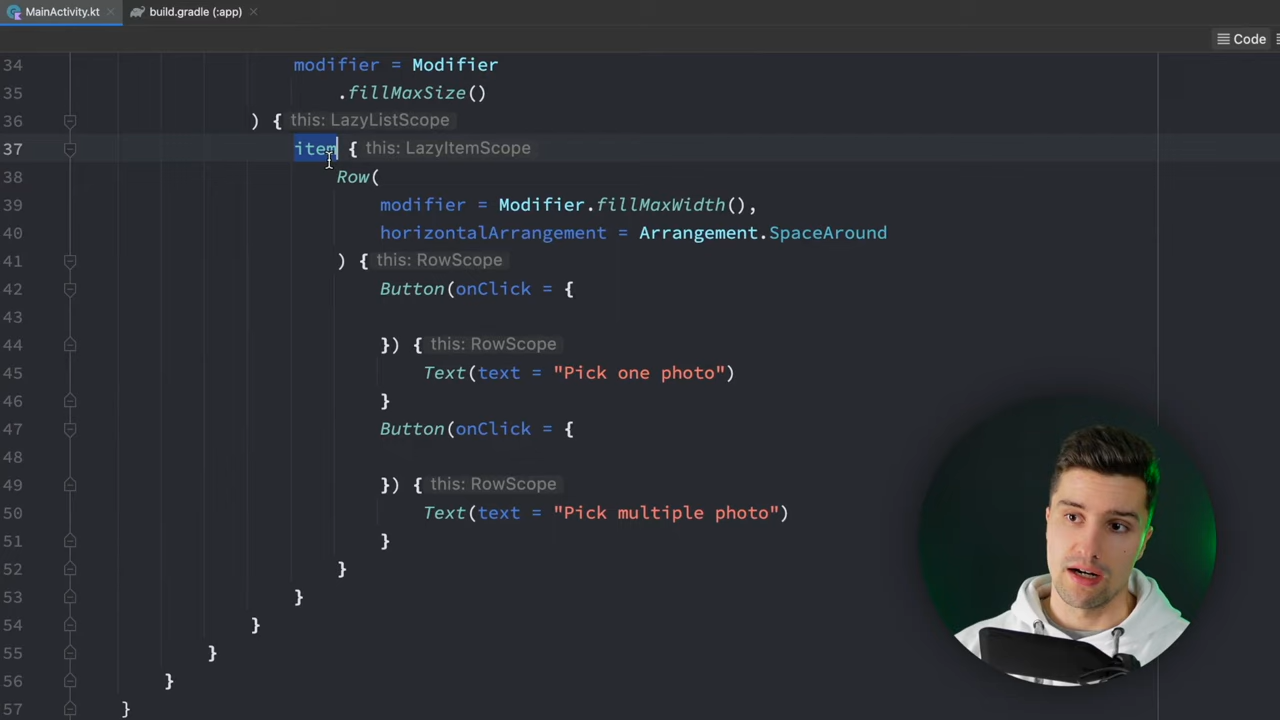 MainActivity.kt
build.gradle (:app)
Code
34 modifier = Modifier
35 .fillMaxSize()
36 ) { this: LazyListScope
37 item { this: LazyItemScope
38 Row(
39 modifier = Modifier.fillMaxWidth(),
40 horizontalArrangement = Arrangement.SpaceAround
41 ) { this: RowScope
42 Button(onClick = {
43
44 }) { this: RowScope
45 Text(text = "Pick one photo")
46 }
47 Button(onClick = {
48
49 }) { this: RowScope
50 Text(text = "Pick multiple photo")
51 }
52 }
53 }
54 }
55 }
56 }
57 }